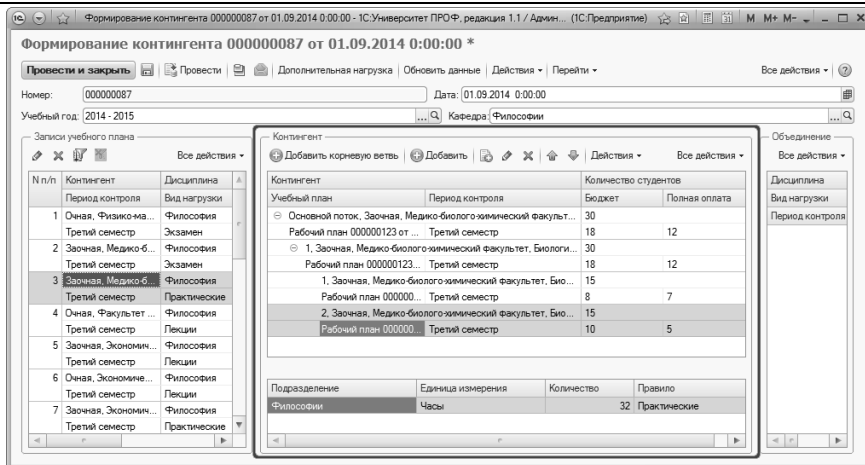 Формирование контингента 000000087 от 01.09.2014 0:00:00 - 1С:Университет ПРОФ, редакция 1.1 / Админ... (1С:Предприятие) M M+ M-
Формирование контингента 000000087 от 01.09.2014 0:00:00 *
Провести и закрыть Провести Дополнительная нагрузка Обновить данные Действия Перейти Все действия
Номер: 000000087 Дата: 01.09.2014 0:00:00
Учебный год: 2014 - 2015 ... Кафедра: Философии ...
Записи учебного плана
Все действия
N п/п Контингент Дисциплина
Период контроля Вид нагрузки
1 Очная, Физико-ма... Философия
Третий семестр Экзамен
2 Заочная, Медико-б... Философия
Третий семестр Экзамен
3 Заочная, Медико-б... Философия
Третий семестр Практические
4 Очная, Факультет ... Философия
Третий семестр Лекции
5 Заочная, Экономич... Философия
Третий семестр Лекции
6 Очная, Экономиче... Философия
Третий семестр Лекции
7 Заочная, Экономич... Философия
Третий семестр Практические
Контингент
Добавить корневую ветвь Добавить Действия Все действия
Контингент Количество студентов
Учебный план Период контроля Бюджет Полная оплата
Основной поток, Заочная, Медико-биолого-химический факульт... 30
Рабочий план 000000123 от ... Третий семестр 18 12
1, Заочная, Медико-биолого-химический факультет, Биологи... 30
Рабочий план 000000123... Третий семестр 18 12
1, Заочная, Медико-биолого-химический факультет, Био... 15
Рабочий план 000000... Третий семестр 8 7
2, Заочная, Медико-биолого-химический факультет, Био... 15
Рабочий план 000000... Третий семестр 10 5
Подразделение Единица измерения Количество Правило
Философии Часы 32 Практические
Объединение
Все действия
Дисциплина
Вид нагрузки
Период контроля